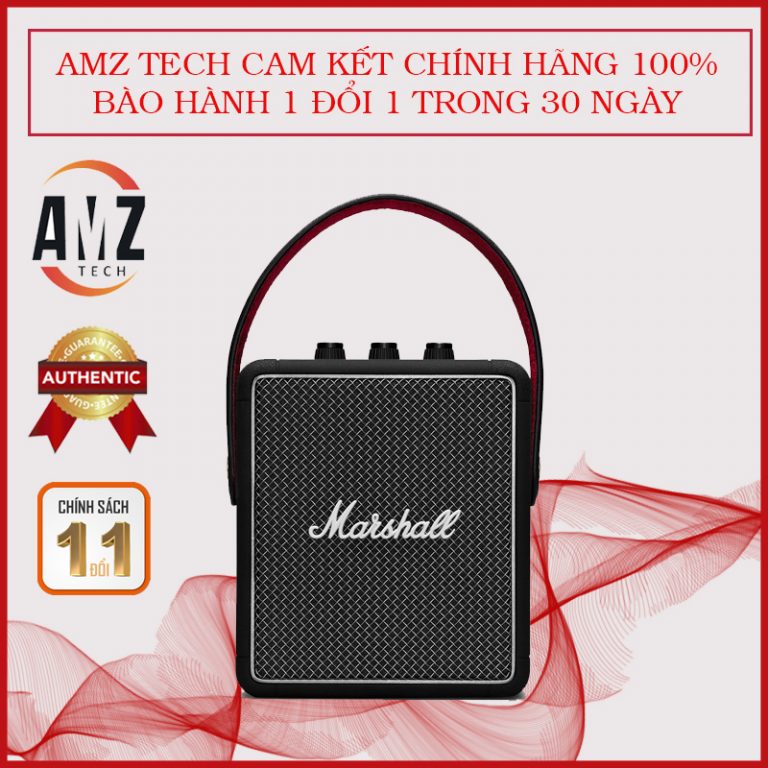 AMZ TECH CAM KẾT CHÍNH HÃNG 100%
BÀO HÀNH 1 ĐỔI 1 TRONG 30 NGÀY
AMZ
TECH
GUARANTEE
AUTHENTIC
GUARANTEE
CHÍNH SÁCH
1 1
ĐỔI
Marshall